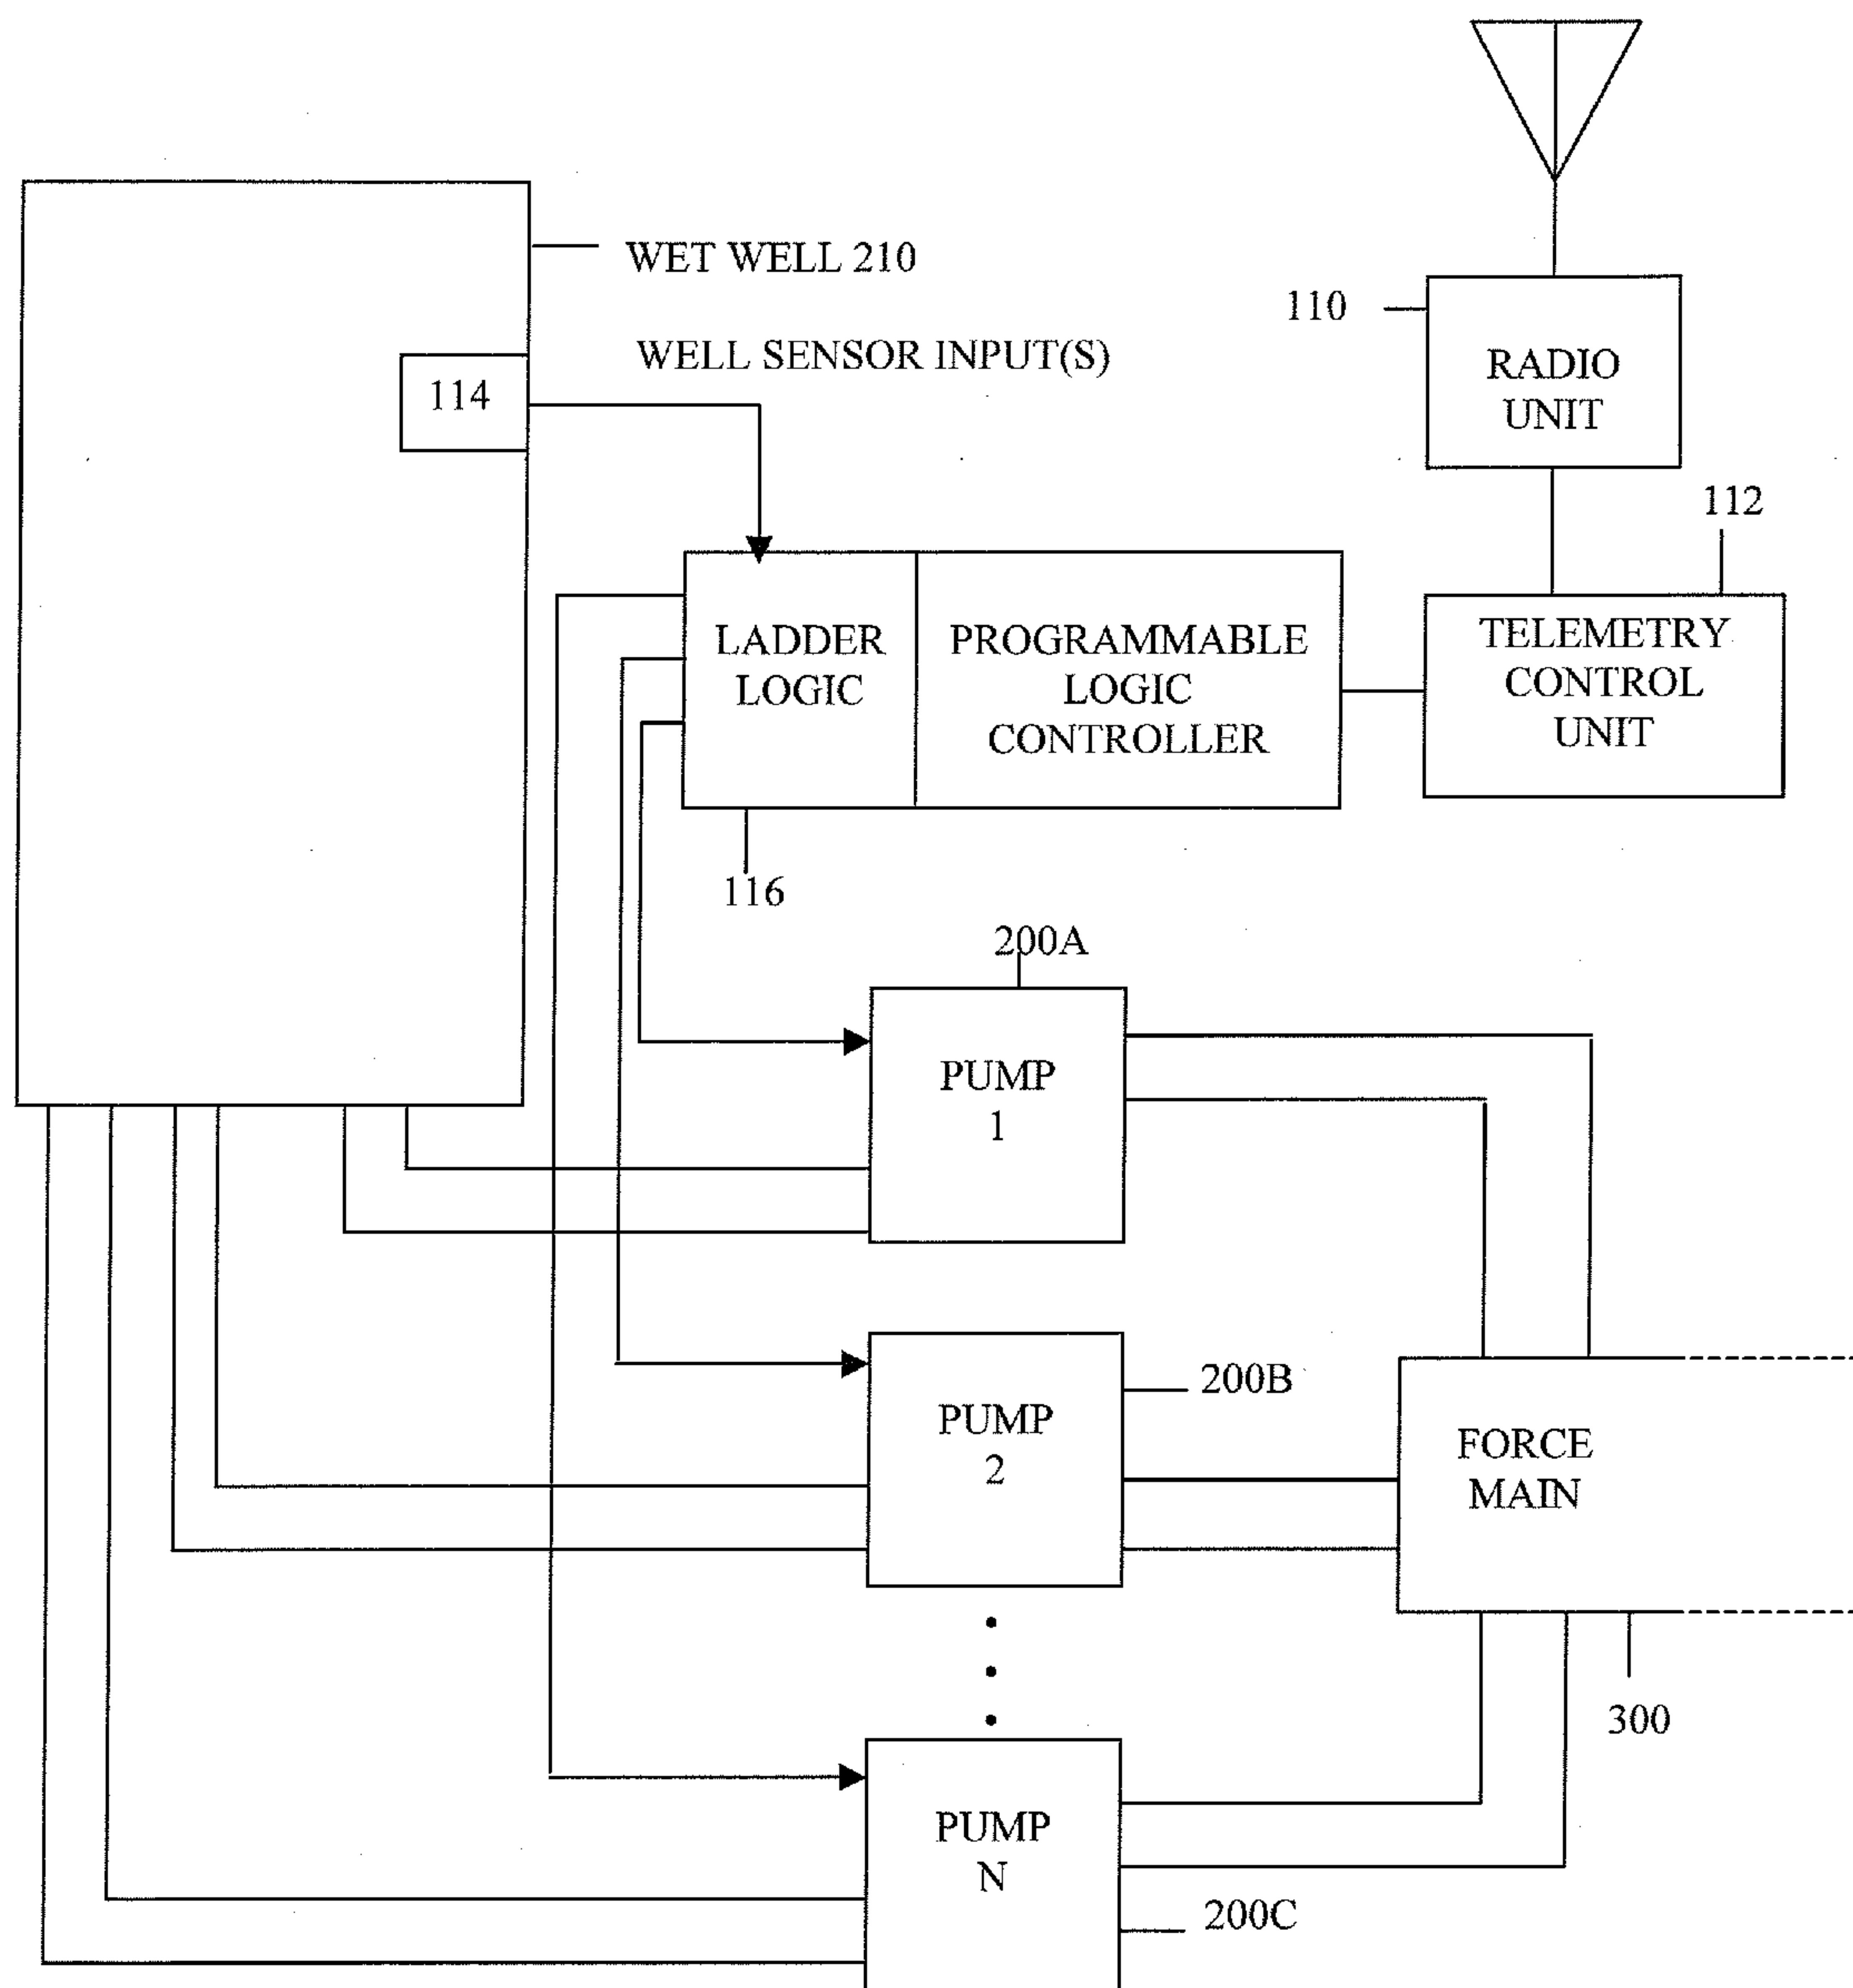 WET WELL 210
WELL SENSOR INPUT(S)
114
110
RADIO
UNIT
112
LADDER
LOGIC
PROGRAMMABLE
LOGIC
CONTROLLER
TELEMETRY
CONTROL
UNIT
116
200A
PUMP
1
200B
PUMP
2
FORCE
MAIN
300
PUMP
N
200C